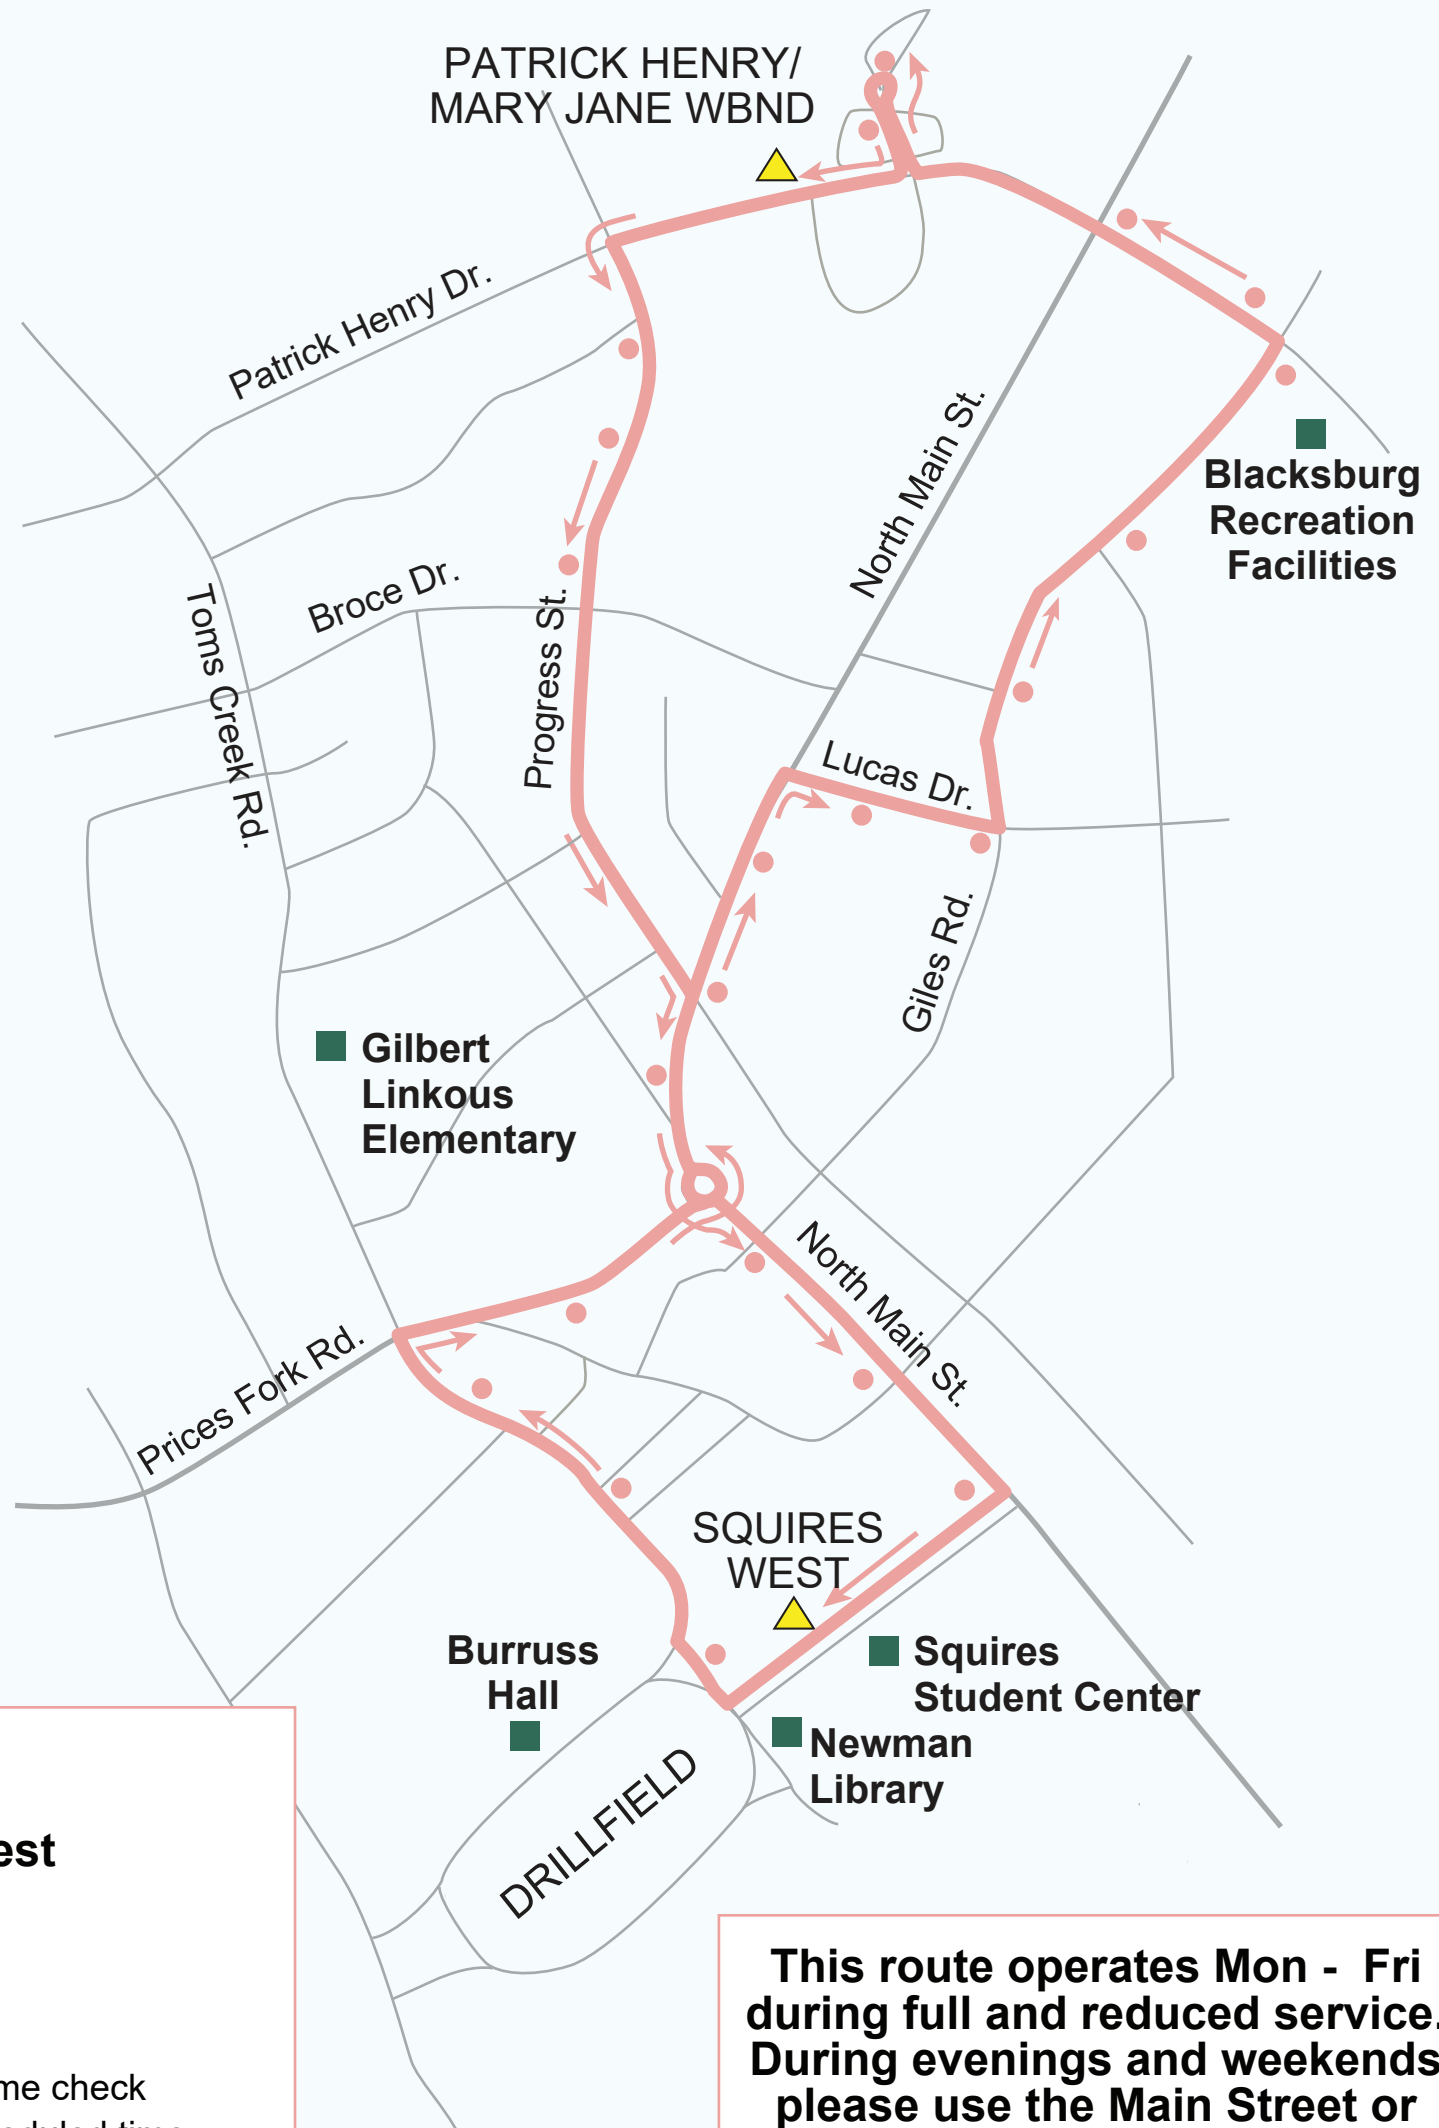 PATRICK HENRY/
MARY JANE WBND
Patrick Henry Dr.
North Main St.
Blacksburg
Recreation
Facilities
Broce Dr.
Toms Creek Rd.
Progress St.
Lucas Dr.
Giles Rd.
Gilbert
Linkous
Elementary
North Main St.
Prices Fork Rd.
SQUIRES
WEST
Burruss
Hall
Squires
Student Center
Newman
Library
DRILLFIELD
est
me check
This route operates Mon - Fri
during full and reduced service.
During evenings and weekends
please use the Main Street or